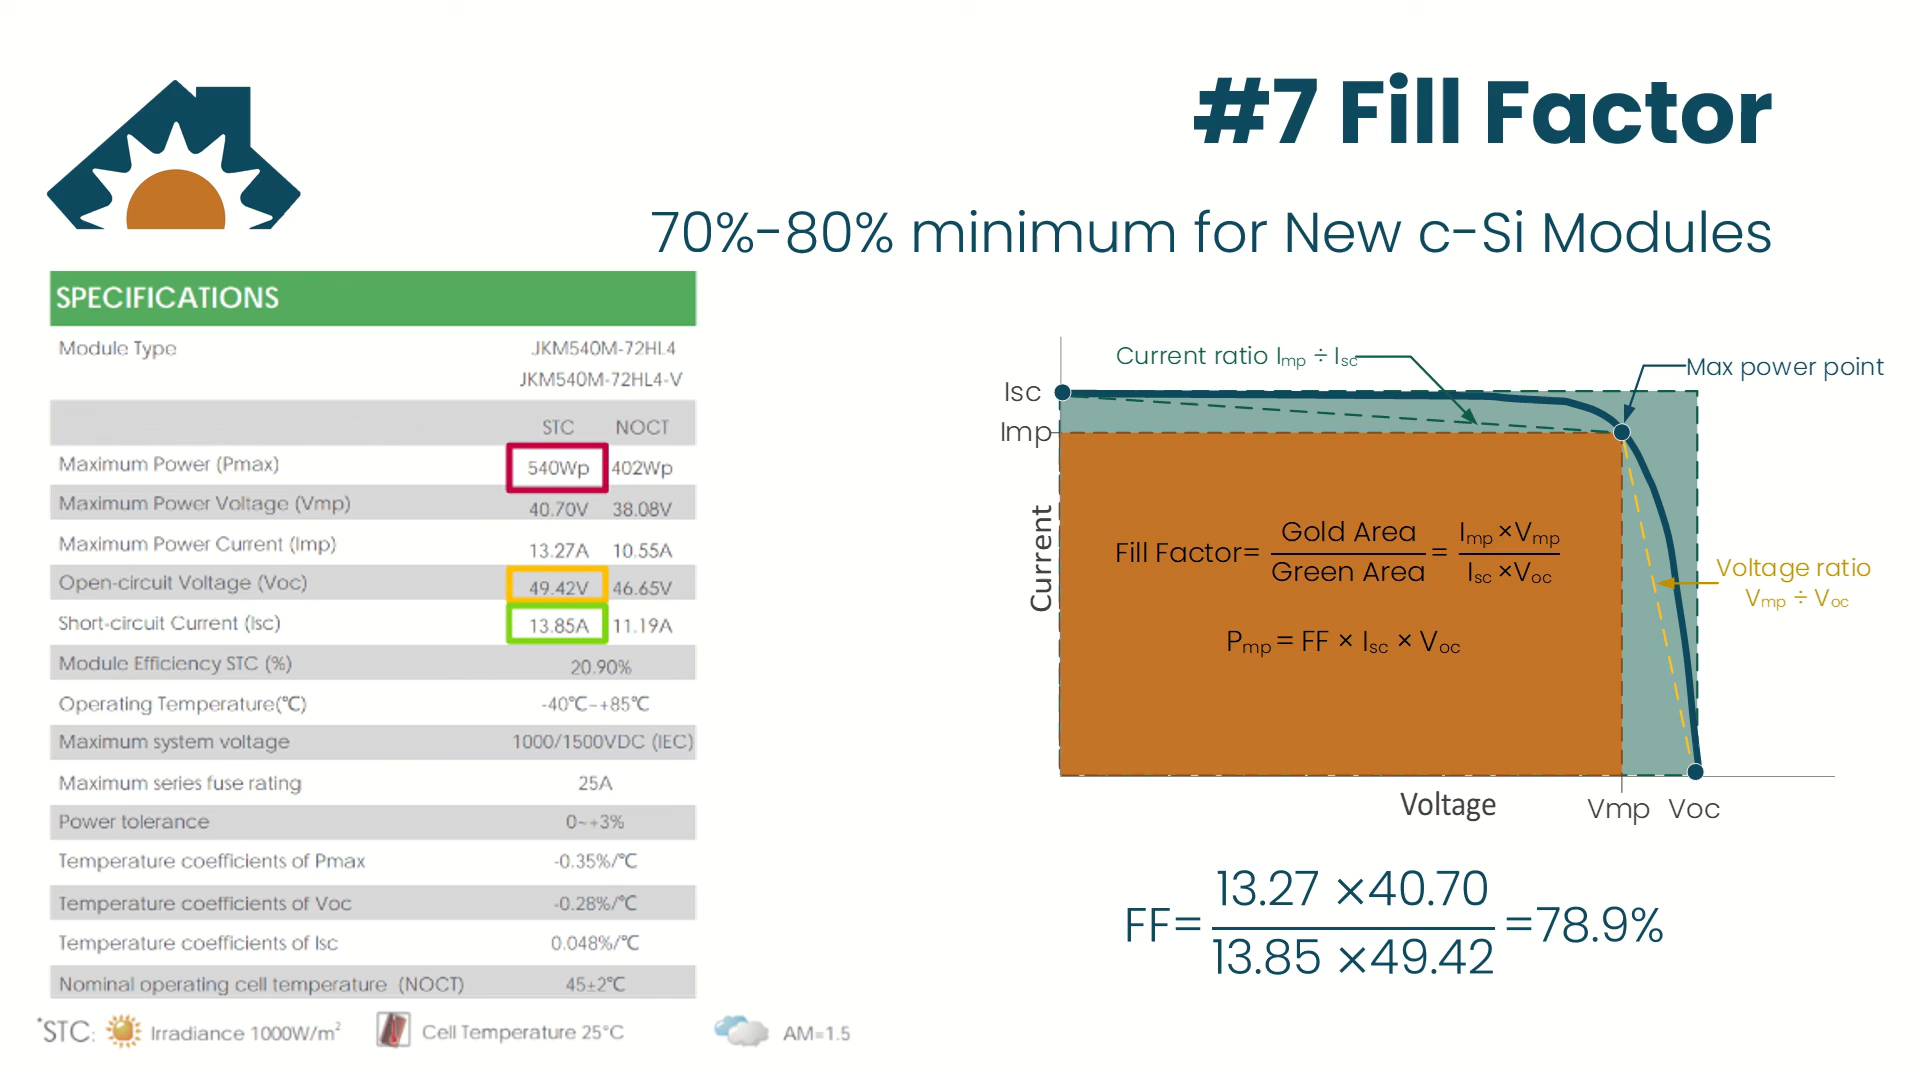 #7 Fill Factor
70%-80% minimum for New c-Si Modules
SPECIFICATIONS
Module Type JKM540M-72HL4
JKM540M-72HL4-V
STC NOCT
Maximum Power (Pmax) 540Wp 402Wp
Maximum Power Voltage (Vmp) 40.70V 38.08V
Maximum Power Current (Imp) 13.27A 10.55A
Open-circuit Voltage (Voc) 49.42V 46.65V
Short-circuit Current (Isc) 13.85A 11.19A
Module Efficiency STC (%) 20.90%
Operating Temperature(℃) -40℃~+85℃
Maximum system voltage 1000/1500VDC (IEC)
Maximum series fuse rating 25A
Power tolerance 0~+3%
Temperature coefficients of Pmax -0.35%/℃
Temperature coefficients of Voc -0.28%/℃
Temperature coefficients of Isc 0.048%/℃
Nominal operating cell temperature (NOCT) 45±2℃
*STC: Irradiance 1000W/m² Cell Temperature 25°C AM=1.5
Current ratio Imp ÷ Isc
Max power point
Isc
Imp
Current
Fill Factor= Gold Area / Green Area = Imp ×Vmp / Isc ×Voc
Pmp = FF × Isc × Voc
Voltage ratio
Vmp ÷ Voc
Voltage
Vmp Voc
FF= 13.27 ×40.70 / 13.85 ×49.42 =78.9%